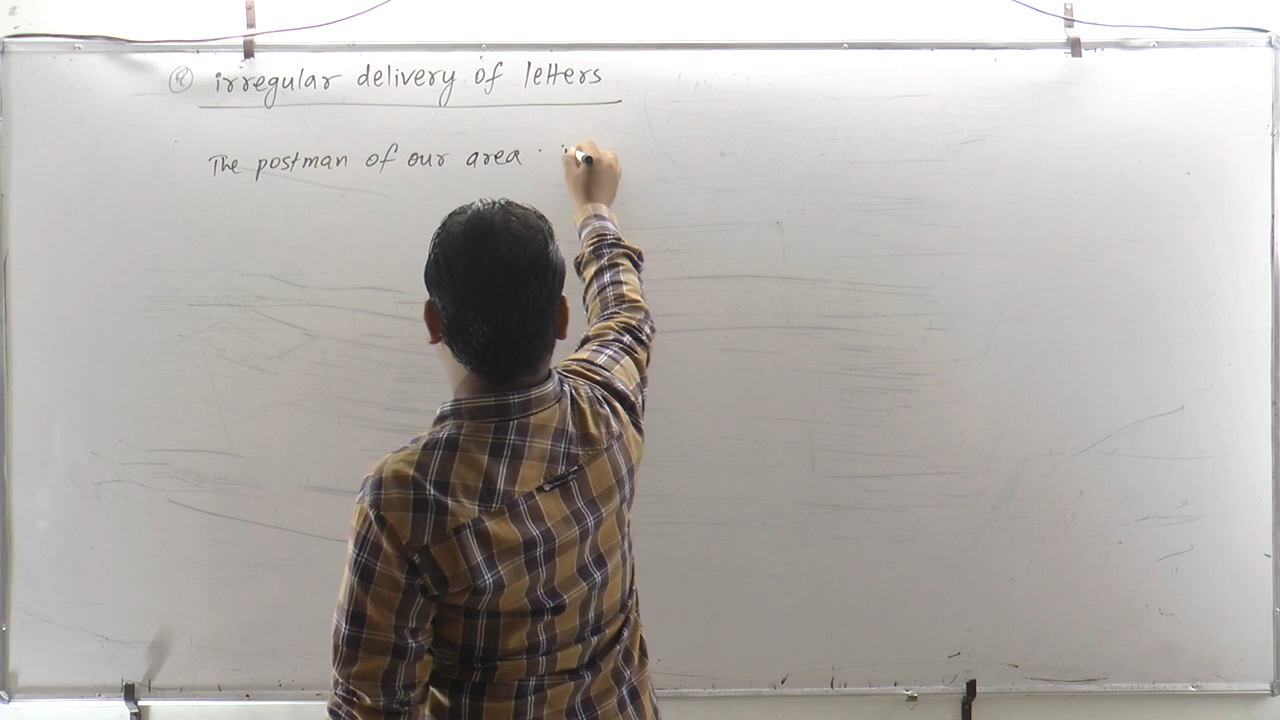 irregular delivery of letters
The postman of our area